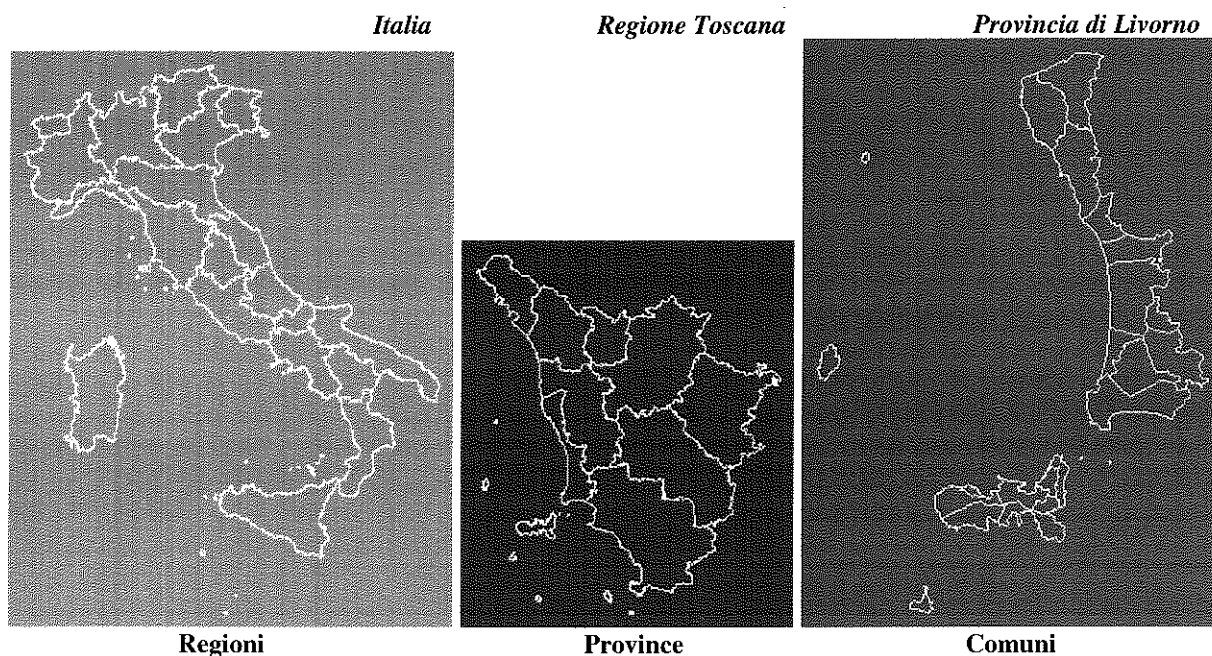 Italia
Regione Toscana
Provincia di Livorno
Regioni
Province
Comuni